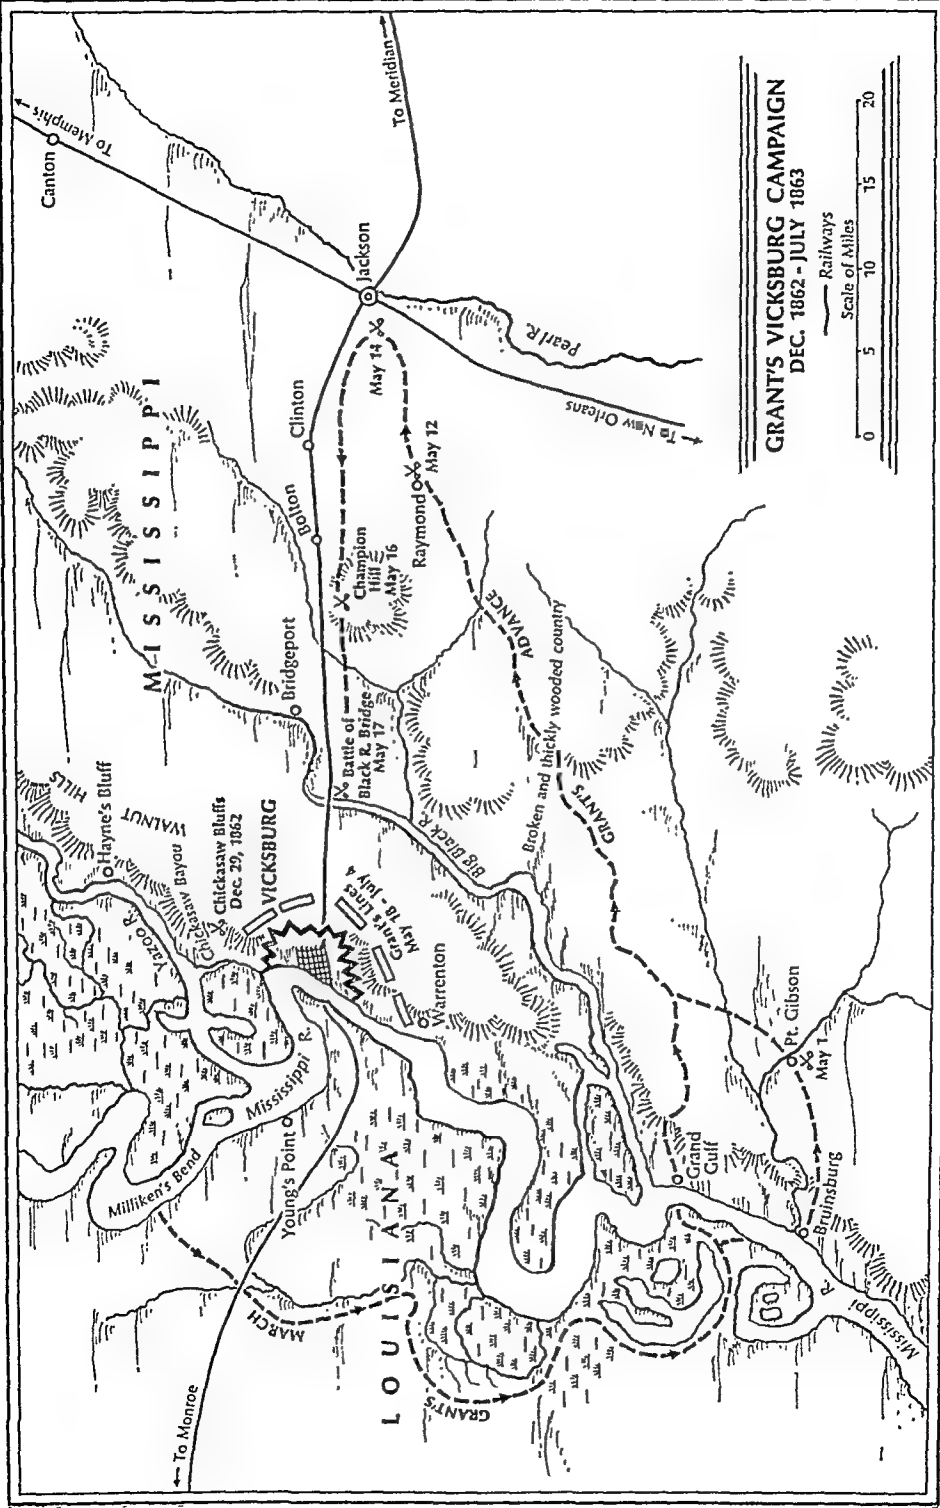 GRANT'S VICKSBURG CAMPAIGN
DEC. 1862 - JULY 1863
Railways
Scale of Miles
0 5 10 15 20
To Memphis
Canton
To Meridian
Jackson
May 14
Pearl R.
To New Orleans
Clinton
Bolton
MISSISSIPPI
Champion
Hill
May 16
Raymond
May 12
Bridgeport
Battle of
Black R. Bridge
May 17
ADVANCE
Broken and thickly wooded country
GRANT'S
Big Black R.
HILLS
WALNUT
Hayne's Bluff
Yazoo R.
Chickasaw Bayou
Chickasaw Bluffs
Dec. 29, 1862
VICKSBURG
Grant's Lines
May 18 - July 4
Warrenton
Mississippi R.
Milliken's Bend
Young's Point
LOUISIANA
MARCH
GRANT'S
To Monroe
Grand
Gulf
Pt. Gibson
May 1
Bruinsburg
Mississippi R.